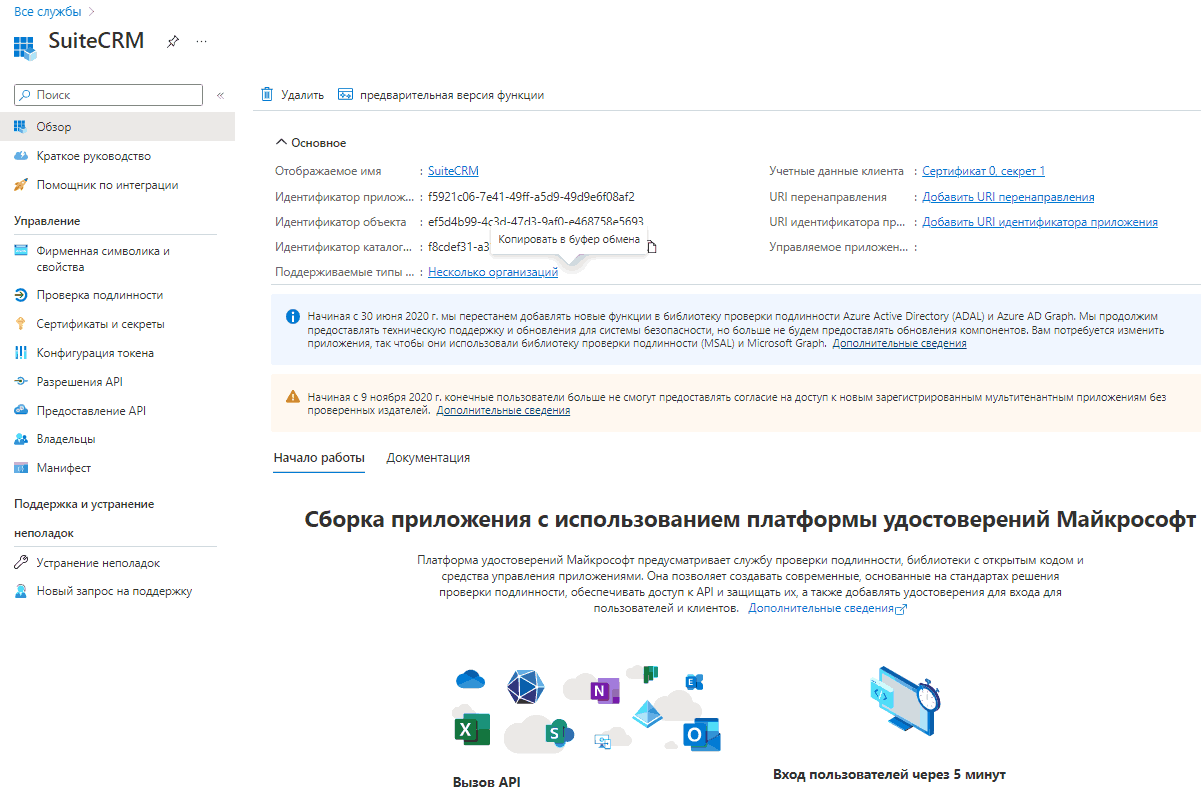 Все службы
SuiteCRM
Поиск
Обзор
Краткое руководство
Помощник по интеграции
Управление
Фирменная символика и
свойства
Проверка подлинности
Сертификаты и секреты
Конфигурация токена
Разрешения API
Предоставление API
Владельцы
Манифест
Поддержка и устранение
неполадок
Устранение неполадок
Новый запрос на поддержку
Удалить предварительная версия функции
Основное
Отображаемое имя : SuiteCRM
Идентификатор прилож... : f5921c06-7e41-49ff-a5d9-49d9e6f08af2
Идентификатор объекта : ef5d4b99-4c3d-47d3-9af0-e468758e5693
Идентификатор каталог... : f8cdef31-a3
Копировать в буфер обмена
Поддерживаемые типы ... : Несколько организаций
Учетные данные клиента : Сертификат 0, секрет 1
URI перенаправления : Добавить URI перенаправления
URI идентификатора пр... : Добавить URI идентификатора приложения
Управляемое приложен... :
Начиная с 30 июня 2020 г. мы перестанем добавлять новые функции в библиотеку проверки подлинности Azure Active Directory (ADAL) и Azure AD Graph. Мы продолжим
предоставлять техническую поддержку и обновления для системы безопасности, но больше не будем предоставлять обновления компонентов. Вам потребуется изменить
приложения, так чтобы они использовали библиотеку проверки подлинности (MSAL) и Microsoft Graph. Дополнительные сведения
Начиная с 9 ноября 2020 г. конечные пользователи больше не смогут предоставлять согласие на доступ к новым зарегистрированным мультитенантным приложениям без
проверенных издателей. Дополнительные сведения
Начало работы Документация
Сборка приложения с использованием платформы удостоверений Майкрософт
Платформа удостоверений Майкрософт предусматривает службу проверки подлинности, библиотеки с открытым кодом и
средства управления приложениями. Она позволяет создавать современные, основанные на стандартах решения
проверки подлинности, обеспечивать доступ к API и защищать их, а также добавлять удостоверения для входа для
пользователей и клиентов. Дополнительные сведения
N
E
X
S
O
Вызов API
Вход пользователей через 5 минут